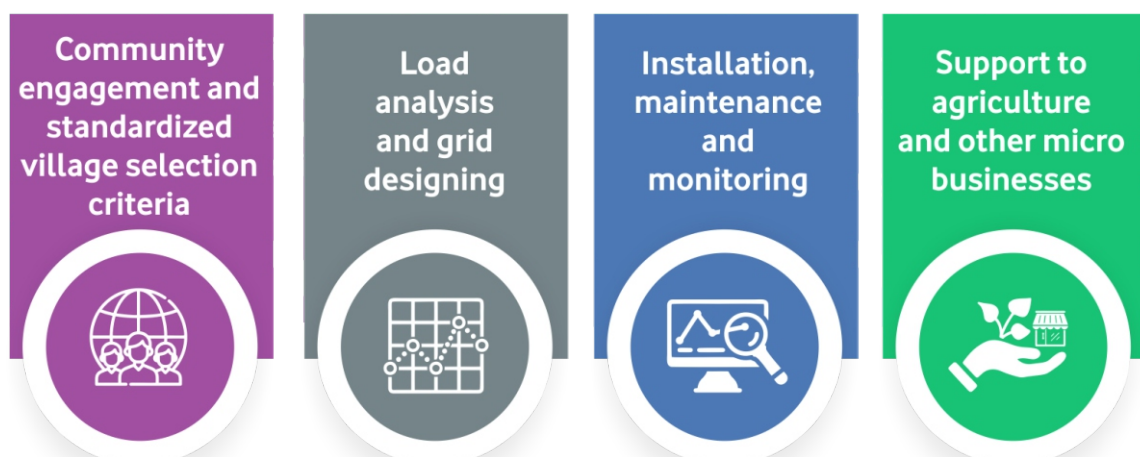 Community
engagement and
standardized
village selection
criteria
Load
analysis
and grid
designing
Installation,
maintenance
and
monitoring
Support to
agriculture
and other micro
businesses